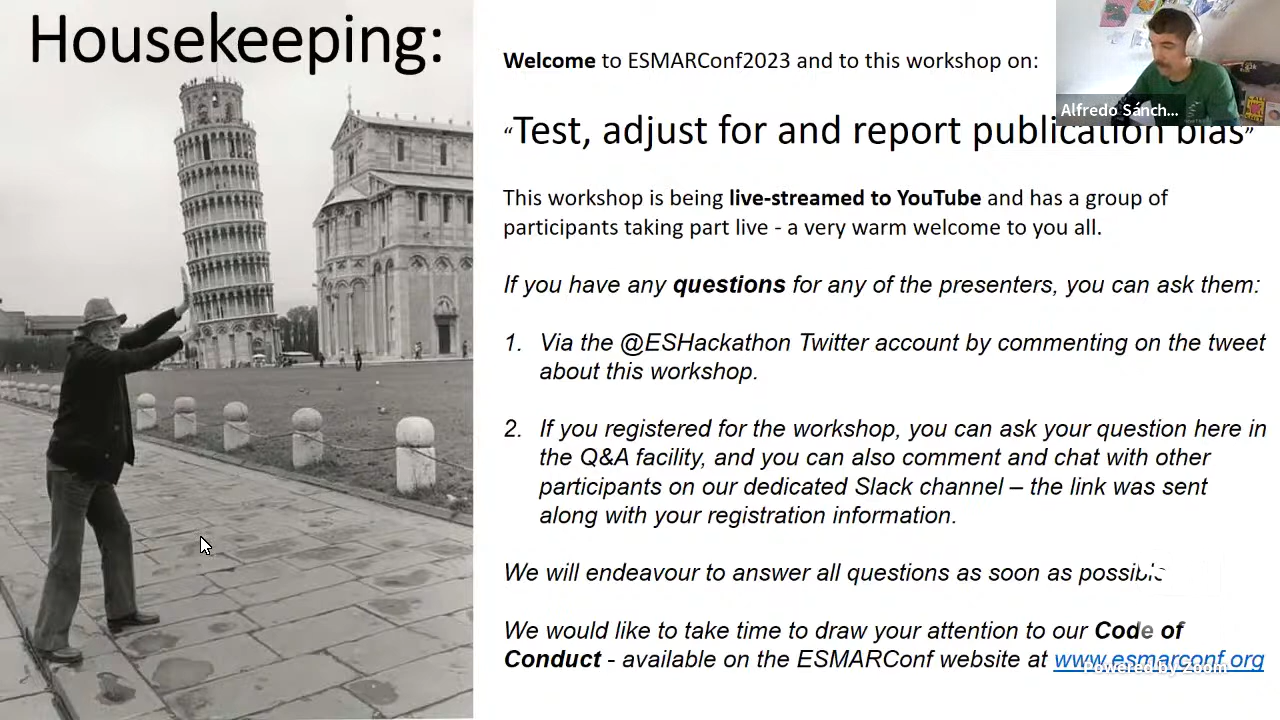 Housekeeping:
Welcome to ESMARConf2023 and to this workshop on:
Alfredo Sánch...
“Test, adjust for and report publication bias”
This workshop is being live-streamed to YouTube and has a group of
participants taking part live - a very warm welcome to you all.
If you have any questions for any of the presenters, you can ask them:
1. Via the @ESHackathon Twitter account by commenting on the tweet
about this workshop.
2. If you registered for the workshop, you can ask your question here in
the Q&A facility, and you can also comment and chat with other
participants on our dedicated Slack channel – the link was sent
along with your registration information.
We will endeavour to answer all questions as soon as possible
We would like to take time to draw your attention to our Code of
Conduct - available on the ESMARConf website at www.esmarconf.org
Powered by Zoom